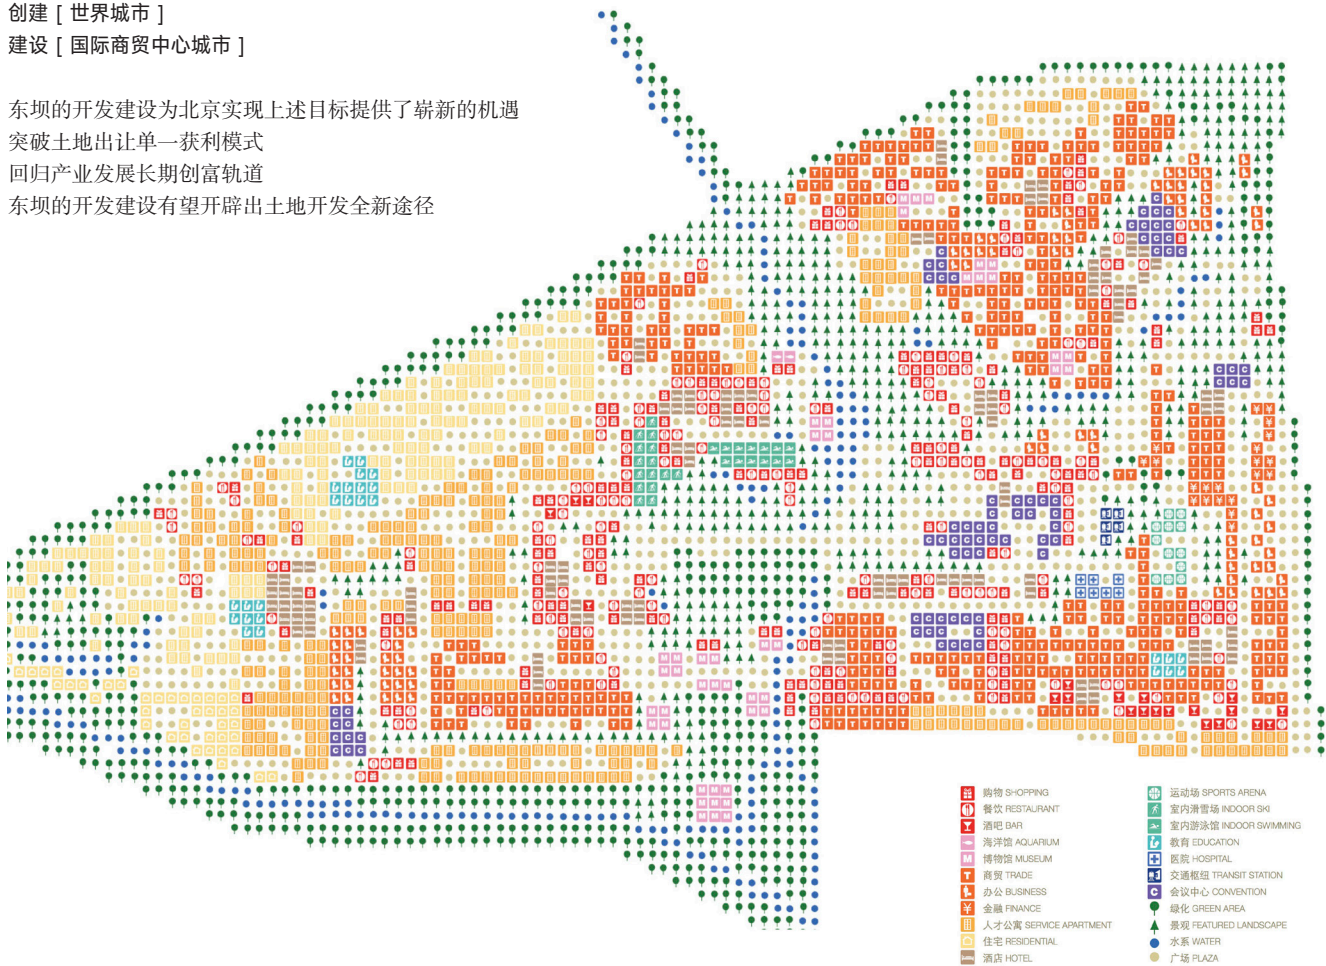 创建 [ 世界城市 ]
建设 [ 国际商贸中心城市 ]
东坝的开发建设为北京实现上述目标提供了崭新的机遇
突破土地出让单一获利模式
回归产业发展长期创富轨道
东坝的开发建设有望开辟出土地开发全新途径
购物 SHOPPING
餐饮 RESTAURANT
酒吧 BAR
海洋馆 AQUARIUM
博物馆 MUSEUM
商贸 TRADE
办公 BUSINESS
金融 FINANCE
人才公寓 SERVICE APARTMENT
住宅 RESIDENTIAL
酒店 HOTEL
运动场 SPORTS ARENA
室内滑雪场 INDOOR SKI
室内游泳馆 INDOOR SWIMMING
教育 EDUCATION
医院 HOSPITAL
交通枢纽 TRANSIT STATION
会议中心 CONVENTION
绿化 GREEN AREA
景观 FEATURED LANDSCAPE
水系 WATER
广场 PLAZA